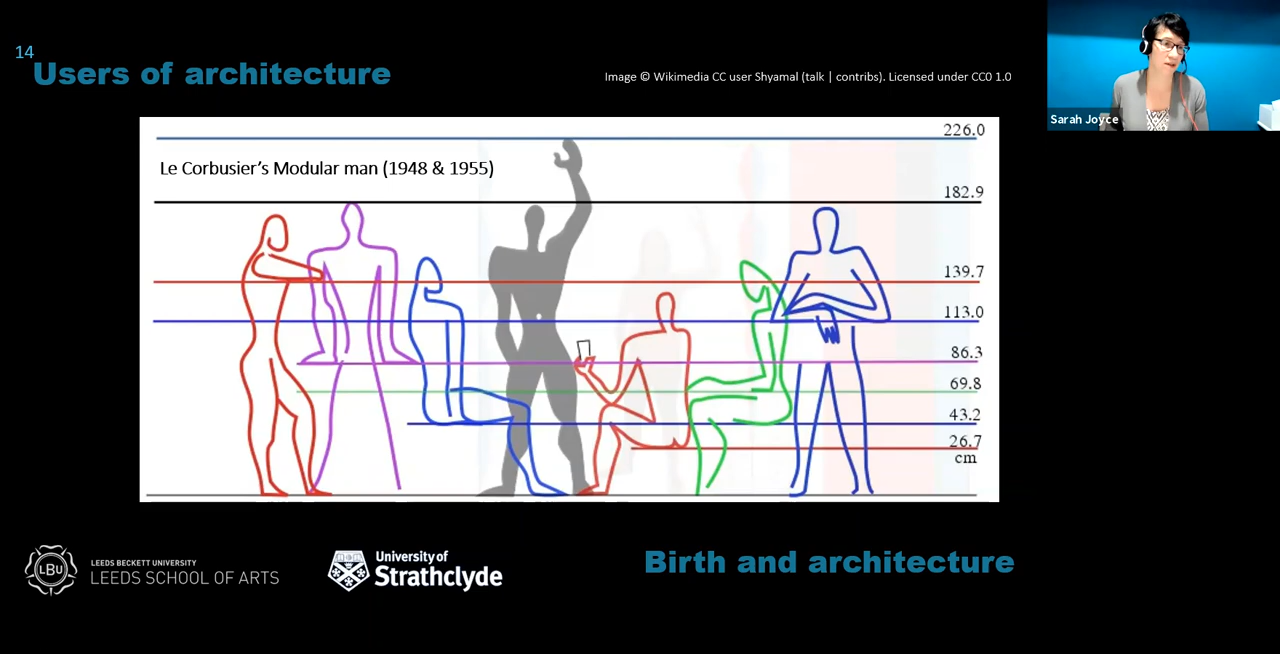 14
Users of architecture
Image © Wikimedia CC user Shyamal (talk | contribs). Licensed under CC0 1.0
Sarah Joyce
Le Corbusier’s Modular man (1948 & 1955)
226.0
182.9
139.7
113.0
86.3
69.8
43.2
26.7
cm
LBU
LEEDS BECKETT UNIVERSITY
LEEDS SCHOOL OF ARTS
University of
Strathclyde
Birth and architecture